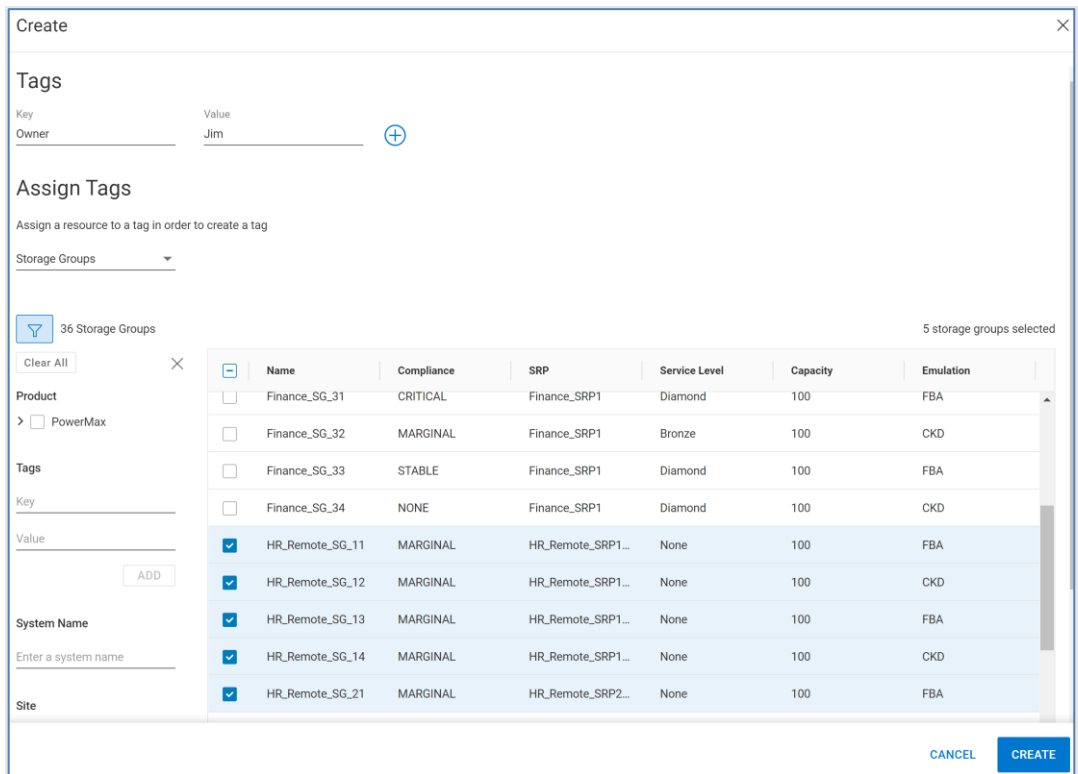 Create
Tags
Key Value
Owner Jim
Assign Tags
Assign a resource to a tag in order to create a tag
Storage Groups
36 Storage Groups 5 storage groups selected
Clear All
Product
PowerMax
Tags
Key
Value
ADD
System Name
Enter a system name
Site
Name Compliance SRP Service Level Capacity Emulation
Finance_SG_31 CRITICAL Finance_SRP1 Diamond 100 FBA
Finance_SG_32 MARGINAL Finance_SRP1 Bronze 100 CKD
Finance_SG_33 STABLE Finance_SRP1 Diamond 100 FBA
Finance_SG_34 NONE Finance_SRP1 Diamond 100 CKD
HR_Remote_SG_11 MARGINAL HR_Remote_SRP1... None 100 FBA
HR_Remote_SG_12 MARGINAL HR_Remote_SRP1... None 100 CKD
HR_Remote_SG_13 MARGINAL HR_Remote_SRP1... None 100 FBA
HR_Remote_SG_14 MARGINAL HR_Remote_SRP1... None 100 CKD
HR_Remote_SG_21 MARGINAL HR_Remote_SRP2... None 100 FBA
CANCEL CREATE